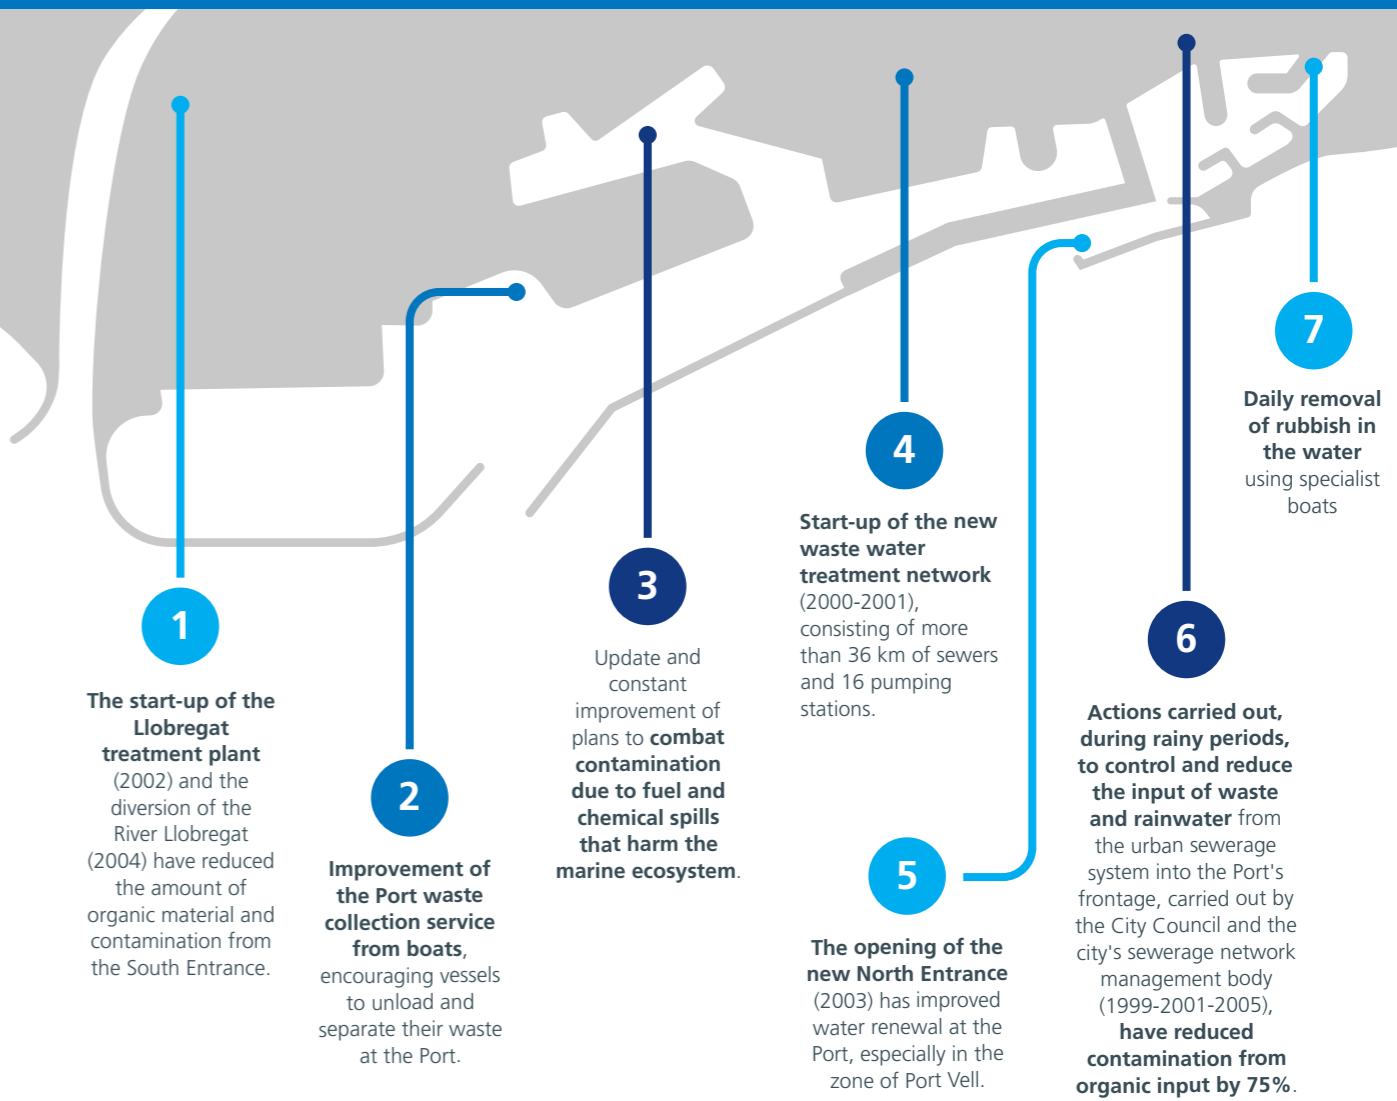 1
The start-up of the
Llobregat
treatment plant
(2002) and the
diversion of the
River Llobregat
(2004) have reduced
the amount of
organic material and
contamination from
the South Entrance.
2
Improvement of
the Port waste
collection service
from boats,
encouraging vessels
to unload and
separate their waste
at the Port.
3
Update and
constant
improvement of
plans to combat
contamination
due to fuel and
chemical spills
that harm the
marine ecosystem.
4
Start-up of the new
waste water
treatment network
(2000-2001),
consisting of more
than 36 km of sewers
and 16 pumping
stations.
5
The opening of the
new North Entrance
(2003) has improved
water renewal at the
Port, especially in the
zone of Port Vell.
6
Actions carried out,
during rainy periods,
to control and reduce
the input of waste
and rainwater from
the urban sewerage
system into the Port's
frontage, carried out by
the City Council and the
city's sewerage network
management body
(1999-2001-2005),
have reduced
contamination from
organic input by 75%.
7
Daily removal
of rubbish in
the water
using specialist
boats